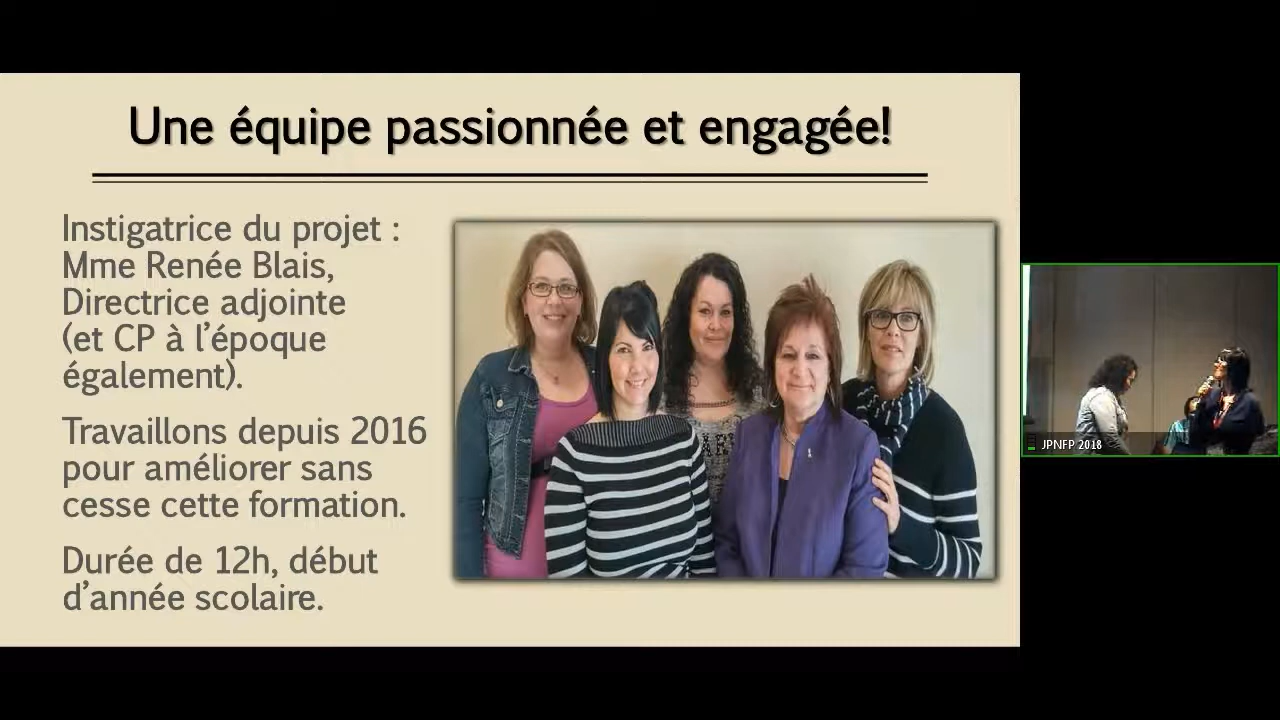 Une équipe passionnée et engagée!
Instigatrice du projet :
Mme Renée Blais,
Directrice adjointe
(et CP à l'époque
également).
Travaillons depuis 2016
pour améliorer sans
cesse cette formation.
Durée de 12h, début
d'année scolaire.
JPNFP 2018